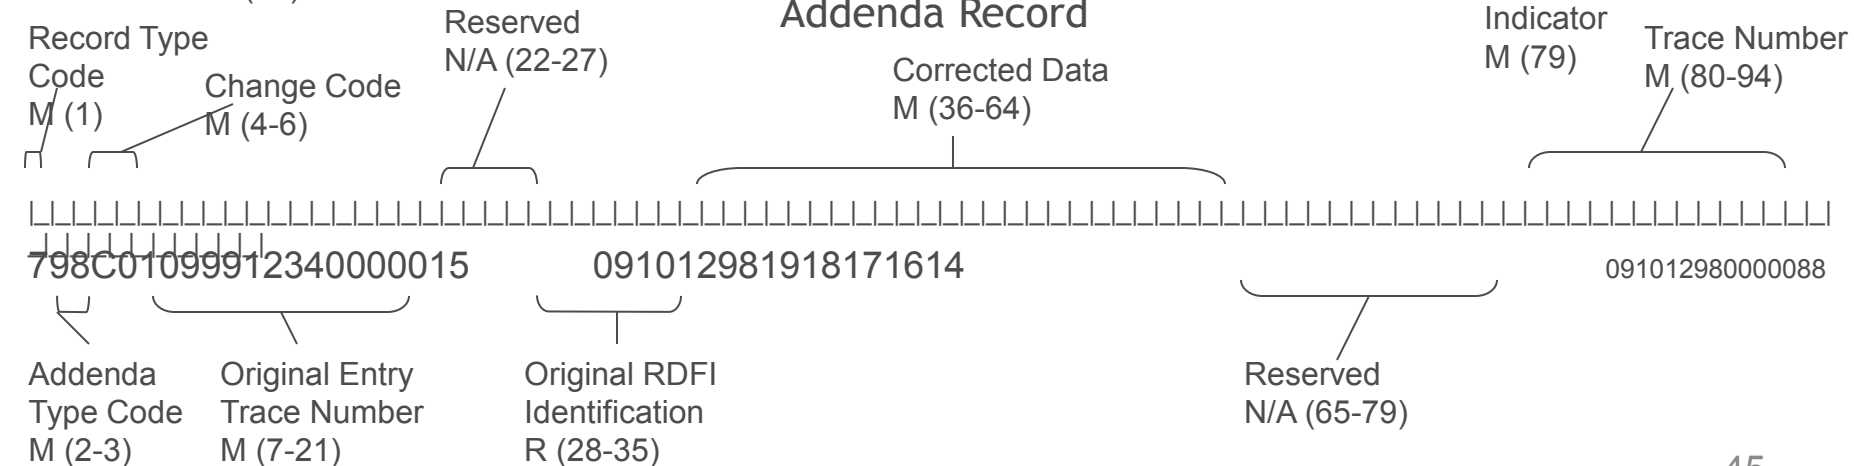 Addenda Record
Record Type
Code
M (1)
Change Code
M (4-6)
Reserved
N/A (22-27)
Corrected Data
M (36-64)
Indicator
M (79)
Trace Number
M (80-94)
798C01099912340000015 091012981918171614 091012980000088
Addenda
Type Code
M (2-3)
Original Entry
Trace Number
M (7-21)
Original RDFI
Identification
R (28-35)
Reserved
N/A (65-79)